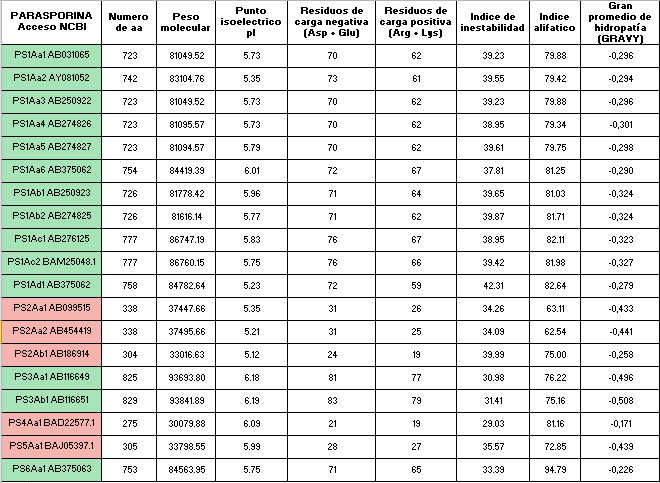 PARASPORINA Acceso NCBI Numero de aa Peso molecular Punto isoelectrico pI Residuos de carga negativa (Asp + Glu) Residuos de carga positiva (Arg + Lys) Indice de inestabilidad Indice alifatico Gran promedio de hidropatía (GRAVY)
PS1Aa1 AB031065 723 81049.52 5.73 70 62 39.23 79.88 -0,296
PS1Aa2 AY081052 742 83104.76 5.35 73 61 39.55 79.42 -0,294
PS1Aa3 AB250922 723 81049.52 5.73 70 62 39.23 79.88 -0,296
PS1Aa4 AB274826 723 81095.57 5.73 70 62 38.95 79.34 -0,301
PS1Aa5 AB274827 723 81094.57 5.79 70 62 39.61 79.75 -0,298
PS1Aa6 AB375062 754 84419.39 6.01 72 67 37.81 81.25 -0,290
PS1Ab1 AB250923 726 81778.42 5.96 71 64 39.65 81.03 -0,324
PS1Ab2 AB274825 726 81616.14 5.77 71 62 39.87 81.71 -0,324
PS1Ac1 AB276125 777 86747.19 5.83 76 67 38.95 82.11 -0,323
PS1Ac2 BAM25048.1 777 86760.15 5.75 76 66 39.42 81.98 -0,327
PS1Ad1 AB375062 758 84782.64 5.23 72 59 42.31 82.64 -0,279
PS2Aa1 AB099515 338 37447.66 5.35 31 26 34.26 63.11 -0,433
PS2Aa2 AB454419 338 37495.66 5.21 31 25 34.09 62.54 -0,441
PS2Ab1 AB186914 304 33016.63 5.12 24 19 39.99 75.00 -0,258
PS3Aa1 AB116649 825 93693.80 6.18 81 77 30.98 76.22 -0,496
PS3Ab1 AB116651 829 93841.89 6.19 83 79 31.41 75.16 -0,508
PS4Aa1 BAD22577.1 275 30079.88 6.09 21 19 29.03 81.16 -0,171
PS5Aa1 BAJ05397.1 305 33798.55 5.99 28 27 35.57 72.85 -0,439
PS6Aa1 AB375063 753 84563.95 5.75 71 65 33.39 94.79 -0,226